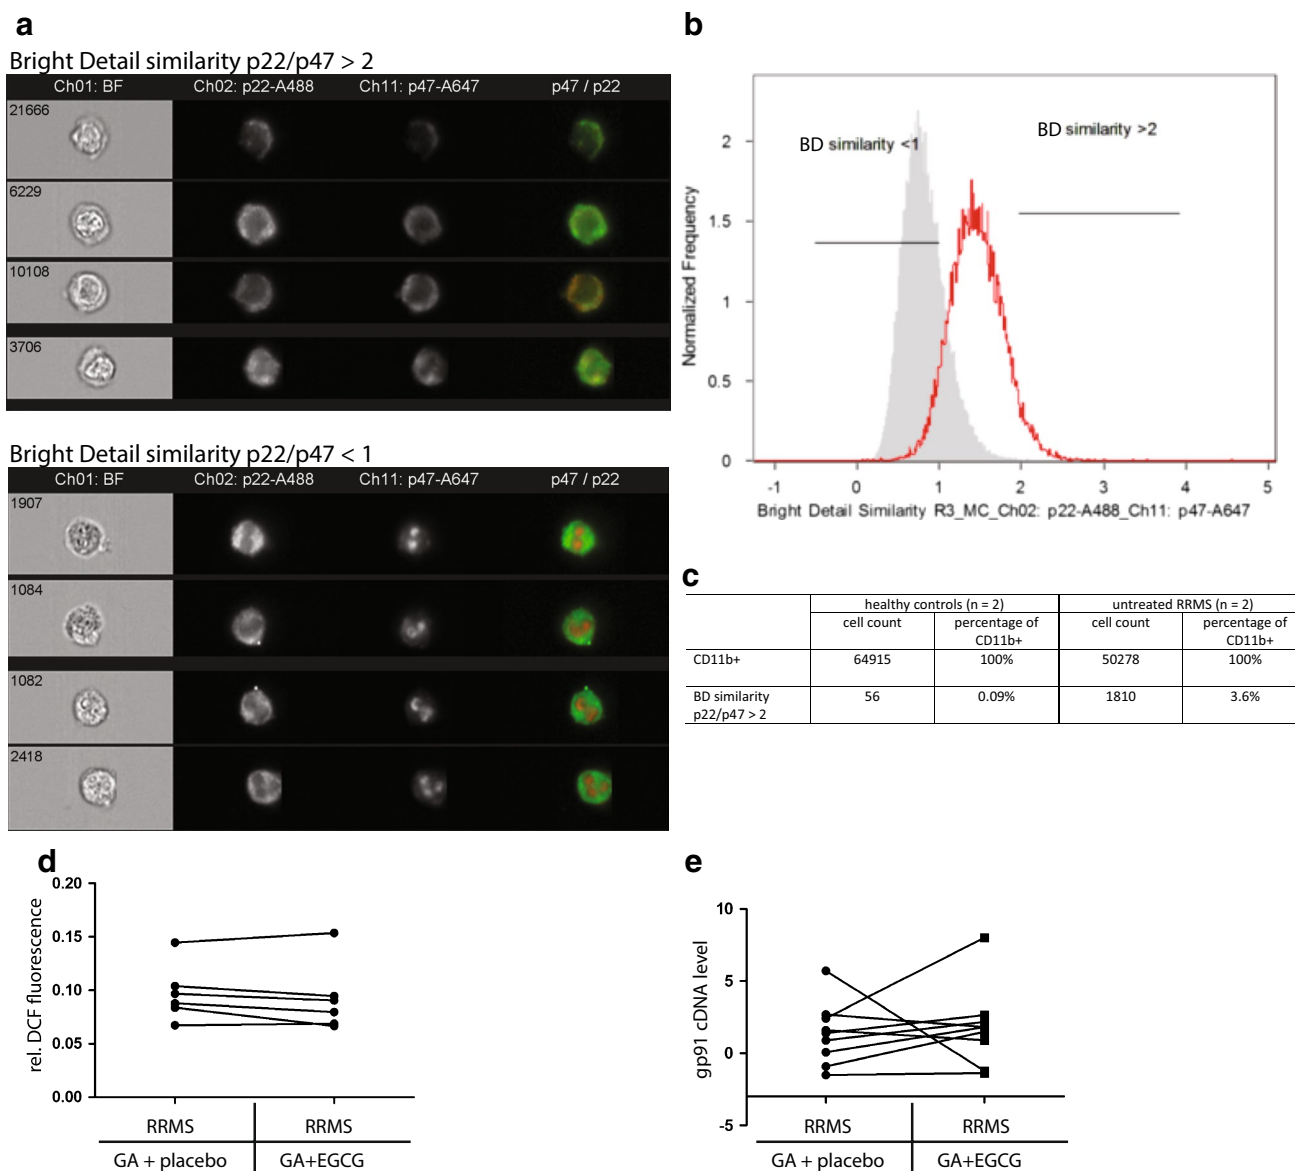 a
Bright Detail similarity p22/p47 > 2
Ch01: BF Ch02: p22-A488 Ch11: p47-A647 p47 / p22
21666
6229
10108
3706
Bright Detail similarity p22/p47 < 1
Ch01: BF Ch02: p22-A488 Ch11: p47-A647 p47 / p22
1907
1084
1082
2418
b
Normalized Frequency
2
1.5
1
0.5
0
BD similarity <1
BD similarity >2
-1 0 1 2 3 4 5
Bright Detail Similarity R3_MC_Ch02: p22-A488_Ch11: p47-A647
c
healthy controls (n = 2) untreated RRMS (n = 2)
cell count percentage of CD11b+ cell count percentage of CD11b+
CD11b+ 64915 100% 50278 100%
BD similarity p22/p47 > 2 56 0.09% 1810 3.6%
d
rel. DCF fluorescence
0.20
0.15
0.10
0.05
0.00
RRMS RRMS
GA + placebo GA+EGCG
e
gp91 cDNA level
10
5
0
-5
RRMS RRMS
GA + placebo GA+EGCG